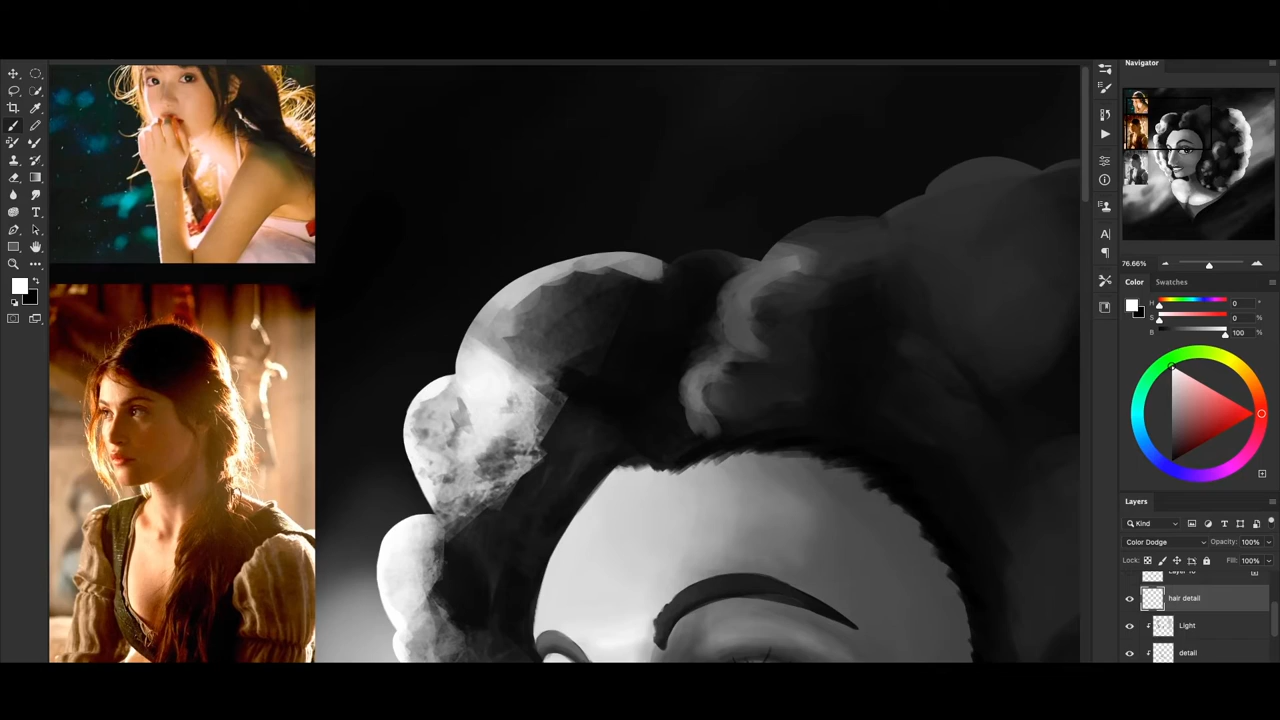 Navigator
76.66%
Color Swatches
H 0 °
S 0 %
B 100 %
Layers
Kind
Color Dodge Opacity: 100%
Lock: Fill: 100%
hair detail
Light
detail